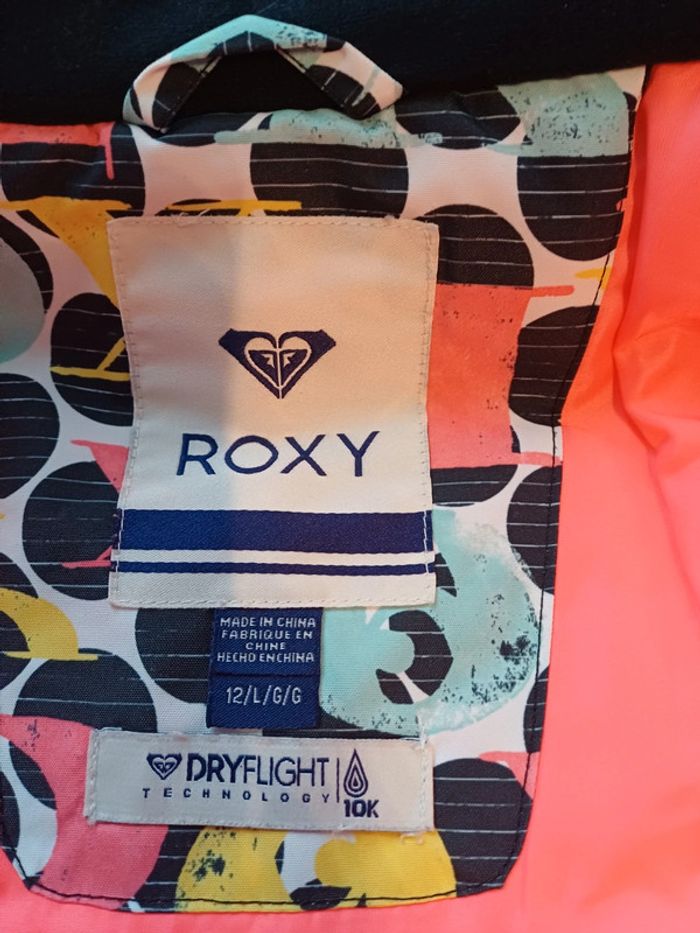 ROXY
MADE IN CHINA
FABRIQUE EN
CHINE
HECHO EN CHINA
12/L/G/G
DRYFLIGHT
TECHNOLOGY
10K